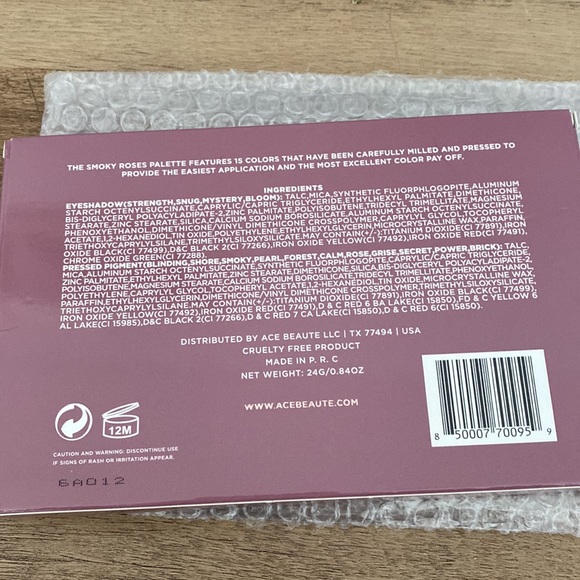 THE SMOKY ROSES PALETTE FEATURES 15 COLORS THAT HAVE BEEN CAREFULLY MILLED AND PRESSED TO
PROVIDE THE EASIEST APPLICATION AND THE MOST EXCELLENT COLOR PAY OFF.
INGREDIENTS
EYESHADOW(STRENGTH,SNUG,MYSTERY,BLOOM): TALC,MICA,SYNTHETIC FLUORPHLOGOPITE,ALUMINUM
STARCH OCTENYLSUCCINATE,CAPRYLIC CAPRIC TRIGLYCERIDE,ETHYLHEXYL PALMITATE,DIMETHICONE,
BIS-DIGLYCERYL POLYACYLADIPATE-2,ZINC PALMITATE,POLYISOBUTENE,TRIDECYL TRIMELLITATE,MAGNESIUM
STEARATE,ZINC STEARATE,SILICA,CALCIUM SODIUM BOROSILICATE,ALUMINUM STARCH OCTENYLSUCCINATE,
PHENOXYETHANOL,DIMETHICONE/VINYL DIMETHICONE CROSSPOLYMER,CAPRYLYL GLYCOL,TOCOPHERYL
ACETATE,1,2-HEXANEDIOL,TIN OXIDE,POLYETHYLENE,ETHYLHEXYLGLYCERIN,MICROCRYSTALLINE WAX,PARAFFIN,
TRIETHOXYCAPRYLYLSILANE,TRIMETHYLSILOXYSILICATE,MAY CONTAIN(+/-):TITANIUM DIOXIDE(CI 77891),IRON
OXIDE BLACK(CI 77499),D&C BLACK 2(CI 77266),IRON OXIDE YELLOW(CI 77492),IRON OXIDE RED(CI 77491),
CHROME OXIDE GREEN(CI 77288).
PRESSED PIGMENT(BLINDING,SHORE,SMOKY,PEARL,FOREST,CALM,ROSE,GRISE,SECRET,POWER,BRICK): TALC,
MICA,ALUMINUM STARCH OCTENYLSUCCINATE,SYNTHETIC FLUORPHLOGOPITE,CAPRYLIC/CAPRIC TRIGLYCERIDE,
ZINC PALMITATE,ETHYLHEXYL PALMITATE,ZINC STEARATE,DIMETHICONE,SILICA,BIS-DIGLYCERYL POLYACYLADIPATE-2,
POLYISOBUTENE,MAGNESIUM STEARATE,CALCIUM SODIUM BOROSILICATE,TRIDECYL TRIMELLITATE,PHENOXYETHANOL,
POLYETHYLENE,CAPRYLYL GLYCOL,TOCOPHEROL ACETATE,1,2-HEXANEDIOL,TIN OXIDE,MICROCRYSTALLINE WAX,
PARAFFIN,ETHYLHEXYLGLYCERIN,DIMETHICONE/VINYL DIMETHICONE CROSSPOLYMER,TRIMETHYLSILOXYSILICATE,
TRIETHOXYCAPRYLYLSILANE,MAY CONTAIN(+/-):TITANIUM DIOXIDE(CI 77891),IRON OXIDE BLACK(CI 77499),
IRON OXIDE YELLOW(CI 77492),IRON OXIDE RED(CI 77491),D & C RED 6 BA LAKE(CI 15850),FD & C YELLOW 6
AL LAKE(CI 15985),D&C BLACK 2(CI 77266),D & C RED 7 CA LAKE(CI 15850),D & C RED 6(CI 15850).
DISTRIBUTED BY ACE BEAUTE LLC | TX 77494 | USA
CRUELTY FREE PRODUCT
MADE IN P. R. C
NET WEIGHT: 24G/0.84OZ
WWW.ACEBEAUTE.COM
12M
CAUTION AND WARNING: DISCONTINUE USE
IF SIGNS OF RASH OR IRRITATION APPEAR.
6A012
8 50007 70095 9